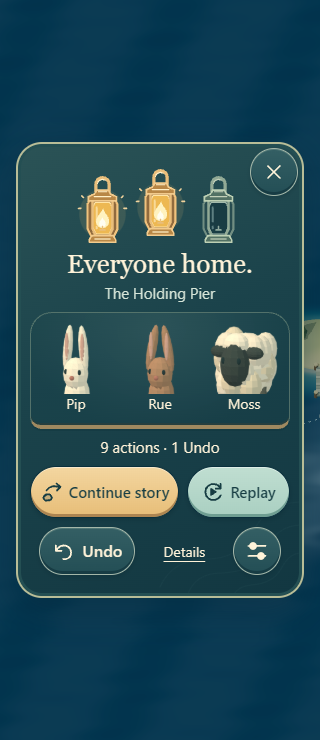 Everyone home.
The Holding Pier
Pip Rue Moss
9 actions · 1 Undo
Continue story Replay
Undo Details